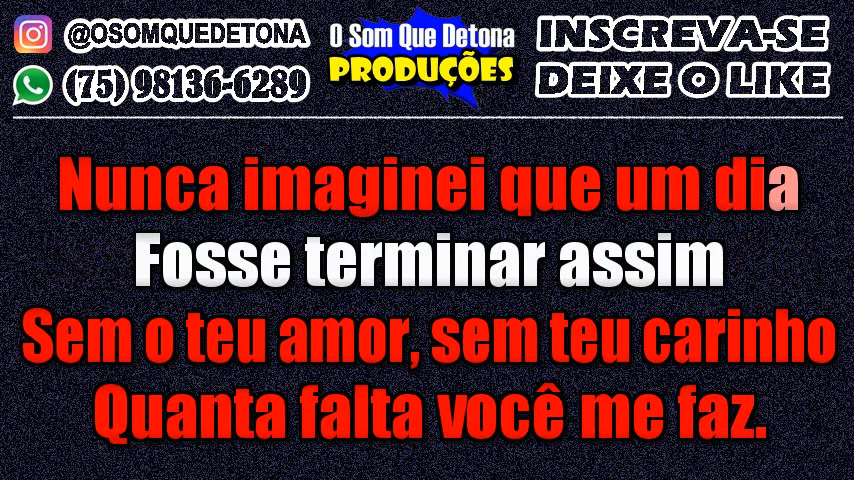 @OSOMQUEDETONA
(75) 98136-6289
O Som Que Detona
PRODUÇÕES
INSCREVA-SE
DEIXE O LIKE
Nunca imaginei que um dia
Fosse terminar assim
Sem o teu amor, sem teu carinho
Quanta falta você me faz.